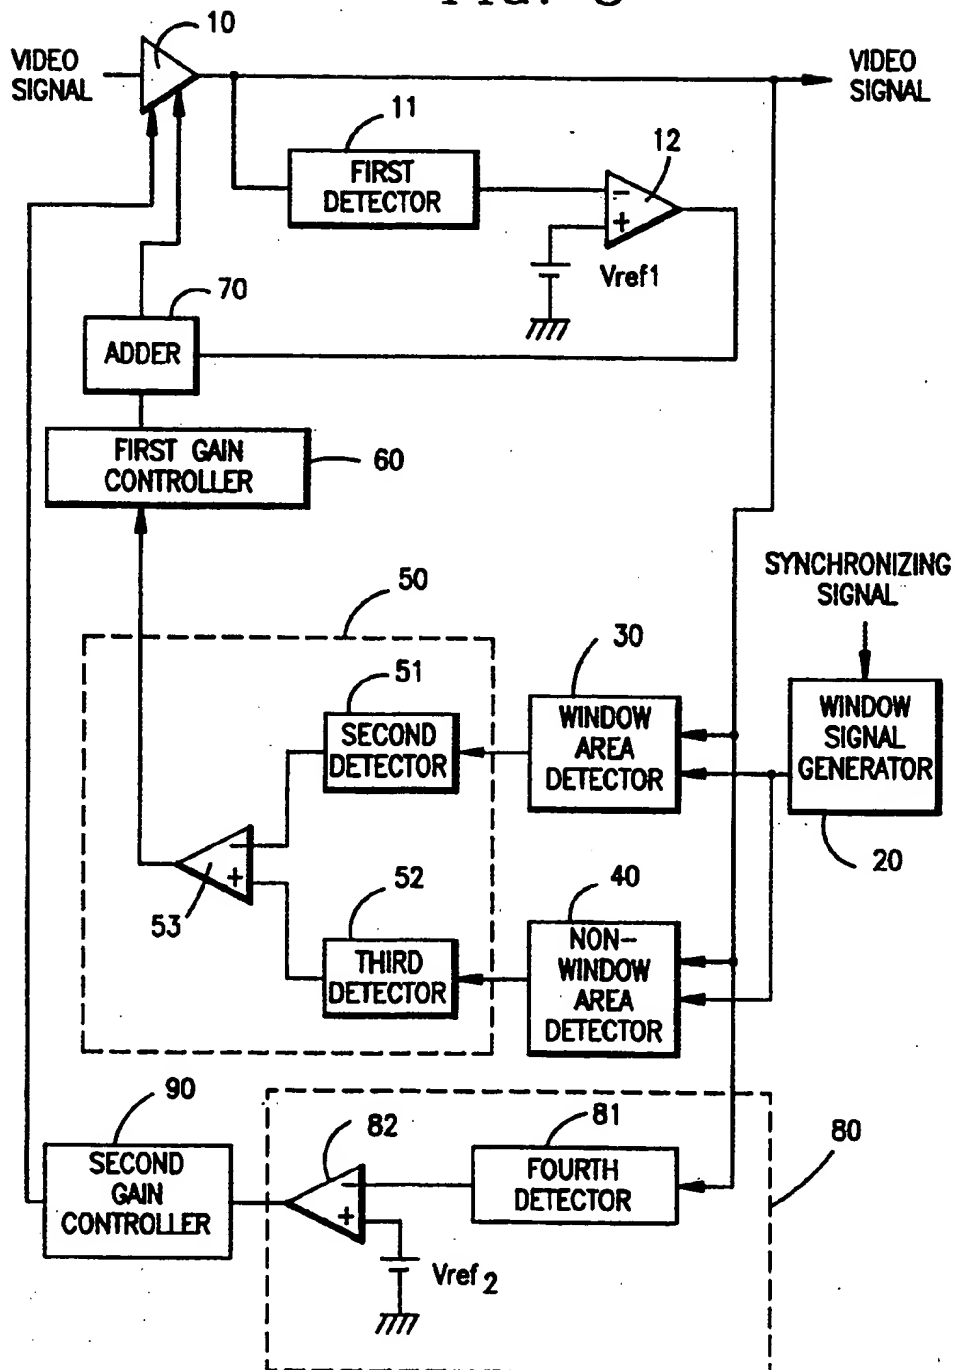 10
VIDEO
SIGNAL
VIDEO
SIGNAL
11
FIRST
DETECTOR
12
-
+
Vref1
70
ADDER
FIRST GAIN
CONTROLLER
60
SYNCHRONIZING
SIGNAL
50
30
51
SECOND
DETECTOR
WINDOW
AREA
DETECTOR
WINDOW
SIGNAL
GENERATOR
20
-
+
53
52
THIRD
DETECTOR
40
NON-
WINDOW
AREA
DETECTOR
90
SECOND
GAIN
CONTROLLER
82
-
+
Vref2
81
FOURTH
DETECTOR
80